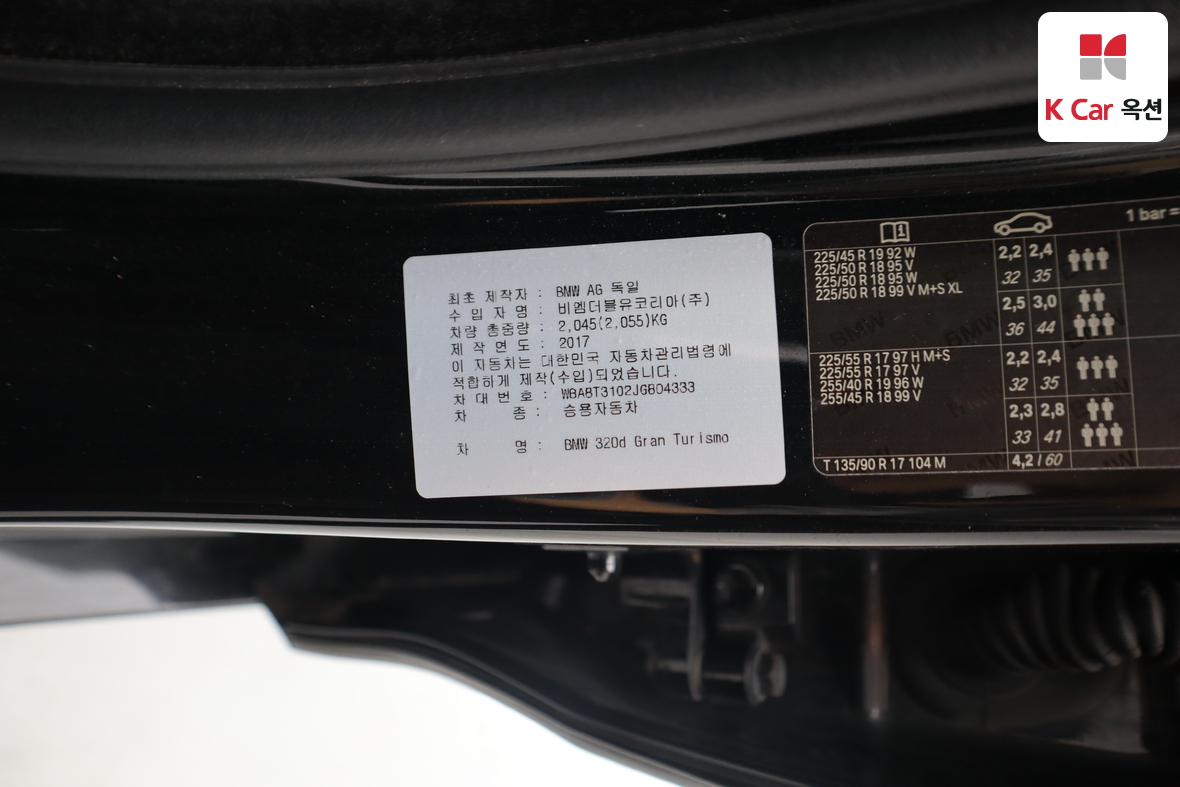 K Car 옥션
최초 제작자 : BMW AG 독일
수 입 자 명 : 비엠더블유코리아(주)
차량 총중량 : 2,045(2,055)KG
제 작 연 도 : 2017
이 자동차는 대한민국 자동차관리법령에
적합하게 제작(수입)되었습니다.
차 대 번 호 : WBA8T3102JG804333
차 종 : 승용자동차
차 명 : BMW 320d Gran Turismo
1 bar =
225/45 R 19 92 W
225/50 R 18 95 V
225/50 R 18 95 W
225/50 R 18 99 V M+S XL
2,2 2,4
32 35
2,5 3,0
36 44
225/55 R 17 97 H M+S
225/55 R 17 97 V
255/40 R 19 96 W
255/45 R 18 99 V
2,2 2,4
32 35
2,3 2,8
33 41
T 135/90 R 17 104 M 4,2 / 60